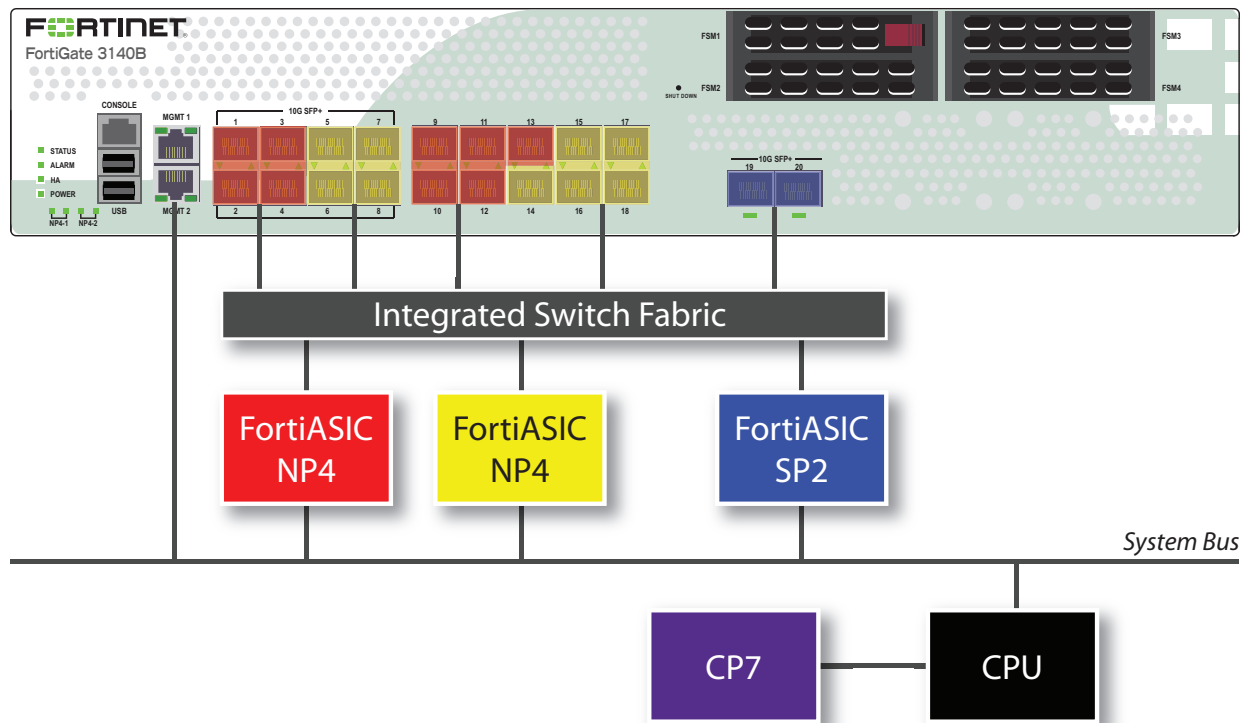 FORTINET.
FortiGate 3140B
FSM1
FSM3
SHUT DOWN
FSM2
FSM4
CONSOLE
MGMT 1
10G SFP+
1 3 5 7
9 11 13 15 17
STATUS
ALARM
HA
POWER
10G SFP+
19 20
USB
MGMT 2
2 4 6 8
10 12 14 16 18
NP4-1 NP4-2
Integrated Switch Fabric
FortiASIC
NP4
FortiASIC
NP4
FortiASIC
SP2
System Bus
CP7
CPU